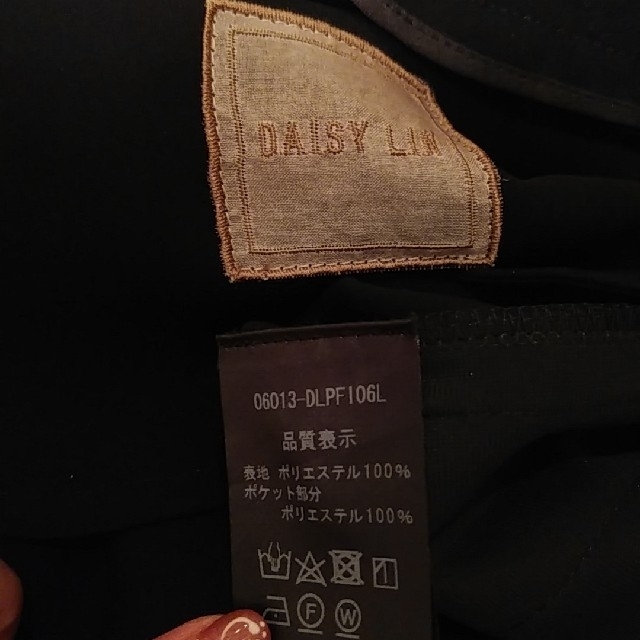 DAISY LIN
06013-DLPF106L
品質表示
表地 ポリエステル100%
ポケット部分
ポリエステル100%
F W